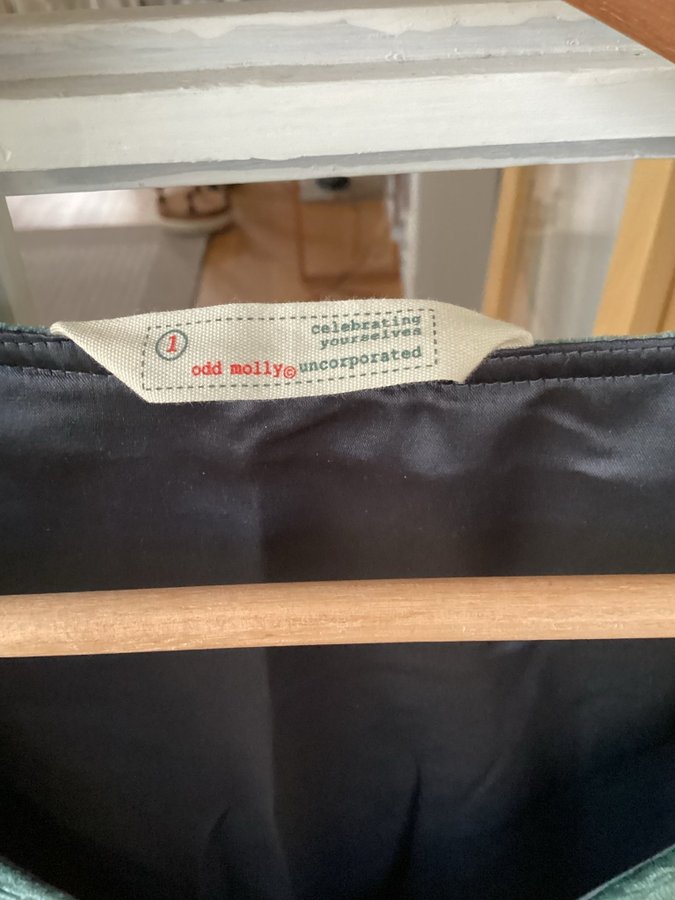 1
celebrating
yourselves
odd molly© uncorporated